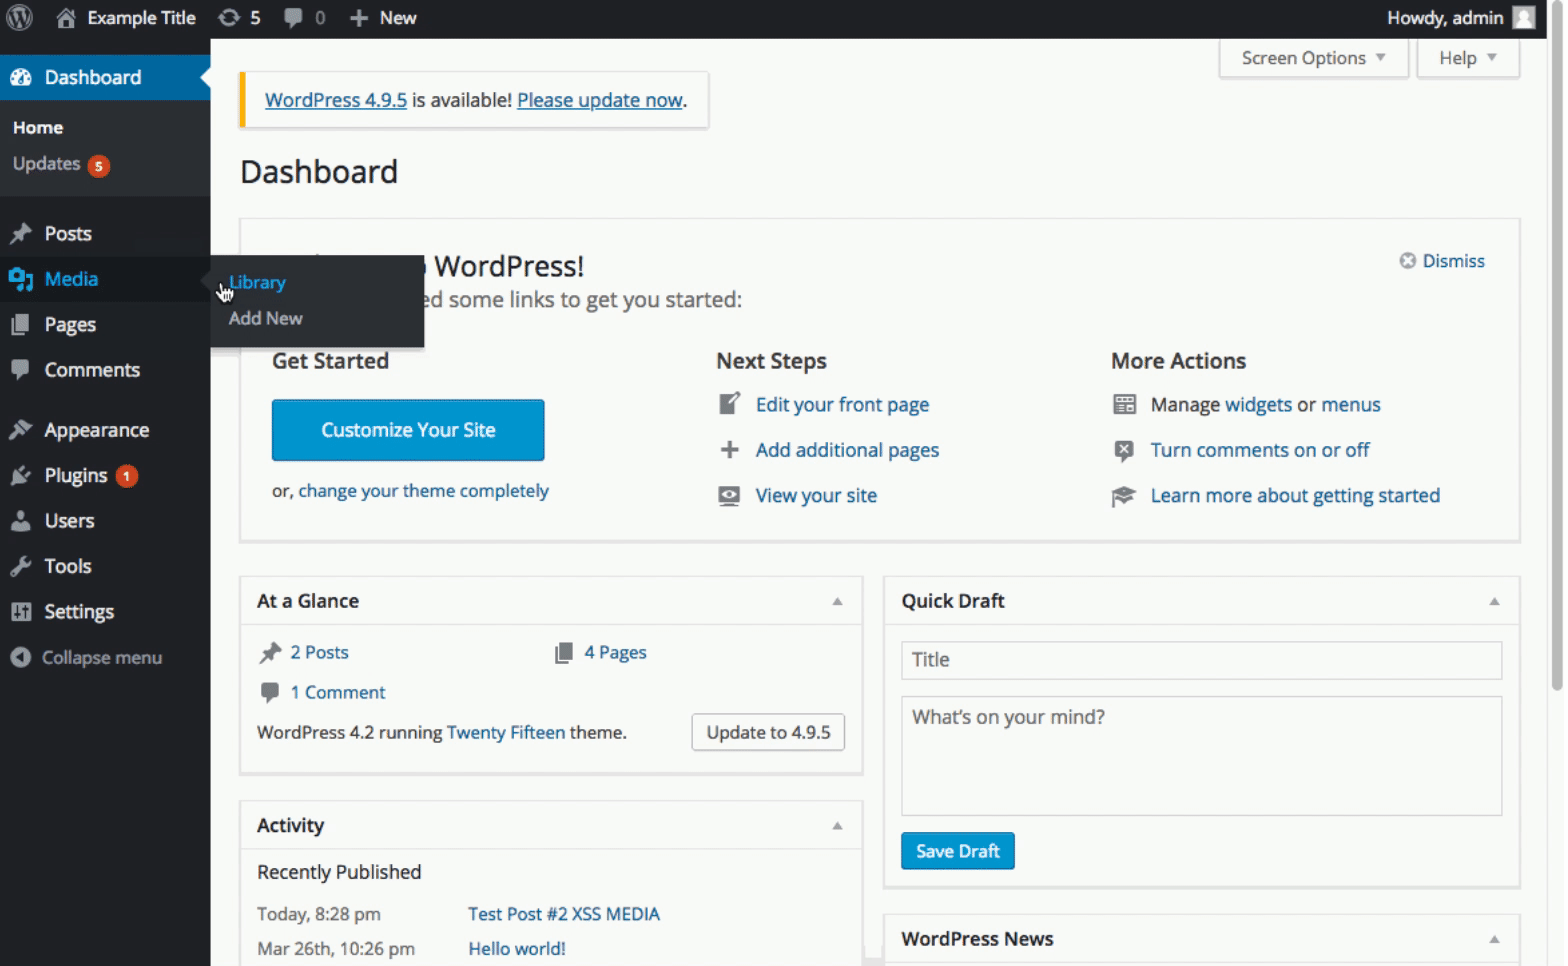 Example Title 5 0 New Howdy, admin
Dashboard
Home
Updates 5
Posts
Media
Library
Add New
Pages
Comments
Appearance
Plugins 1
Users
Tools
Settings
Collapse menu
Screen Options Help
WordPress 4.9.5 is available! Please update now.
Dashboard
WordPress!
Dismiss
some links to get you started:
Get Started
Customize Your Site
or, change your theme completely
Next Steps
Edit your front page
Add additional pages
View your site
More Actions
Manage widgets or menus
Turn comments on or off
Learn more about getting started
At a Glance
2 Posts 4 Pages
1 Comment
WordPress 4.2 running Twenty Fifteen theme. Update to 4.9.5
Activity
Recently Published
Today, 8:28 pm Test Post #2 XSS MEDIA
Mar 26th, 10:26 pm Hello world!
Quick Draft
Title
What's on your mind?
Save Draft
WordPress News